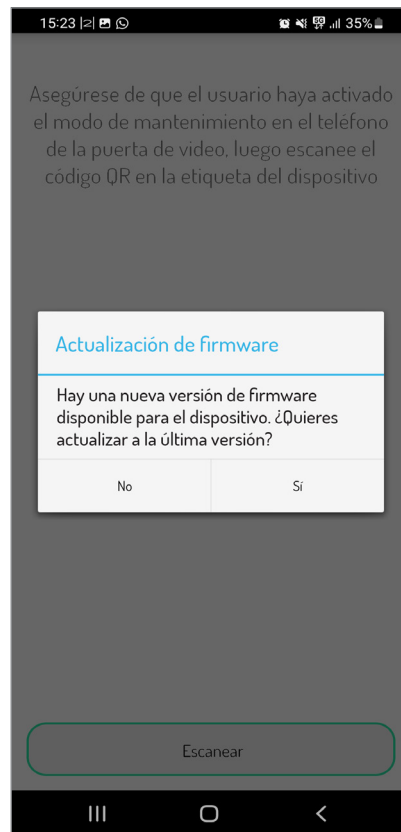 15:23
35%
Asegúrese de que el usuario haya activado
el modo de mantenimiento en el teléfono
de la puerta de video, luego escanee el
código QR en la etiqueta del dispositivo
Actualización de firmware
Hay una nueva versión de firmware
disponible para el dispositivo. ¿Quieres
actualizar a la última versión?
No
Sí
Escanear